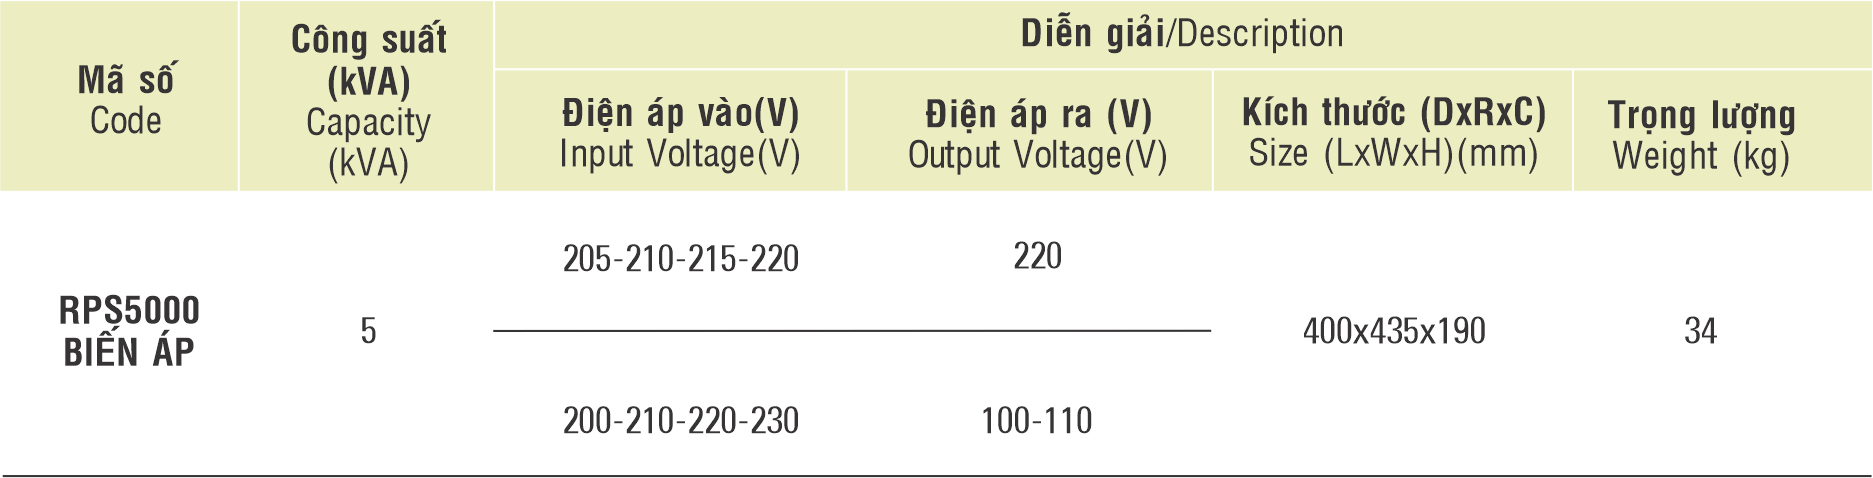 Mã số
Code
Công suất
(kVA)
Capacity
(kVA)
Diễn giải/Description
Điện áp vào(V)
Input Voltage(V)
Điện áp ra (V)
Output Voltage(V)
Kích thước (DxRxC)
Size (LxWxH)(mm)
Trọng lượng
Weight (kg)
RPS5000
BIẾN ÁP
5
205-210-215-220
220
200-210-220-230
100-110
400x435x190
34